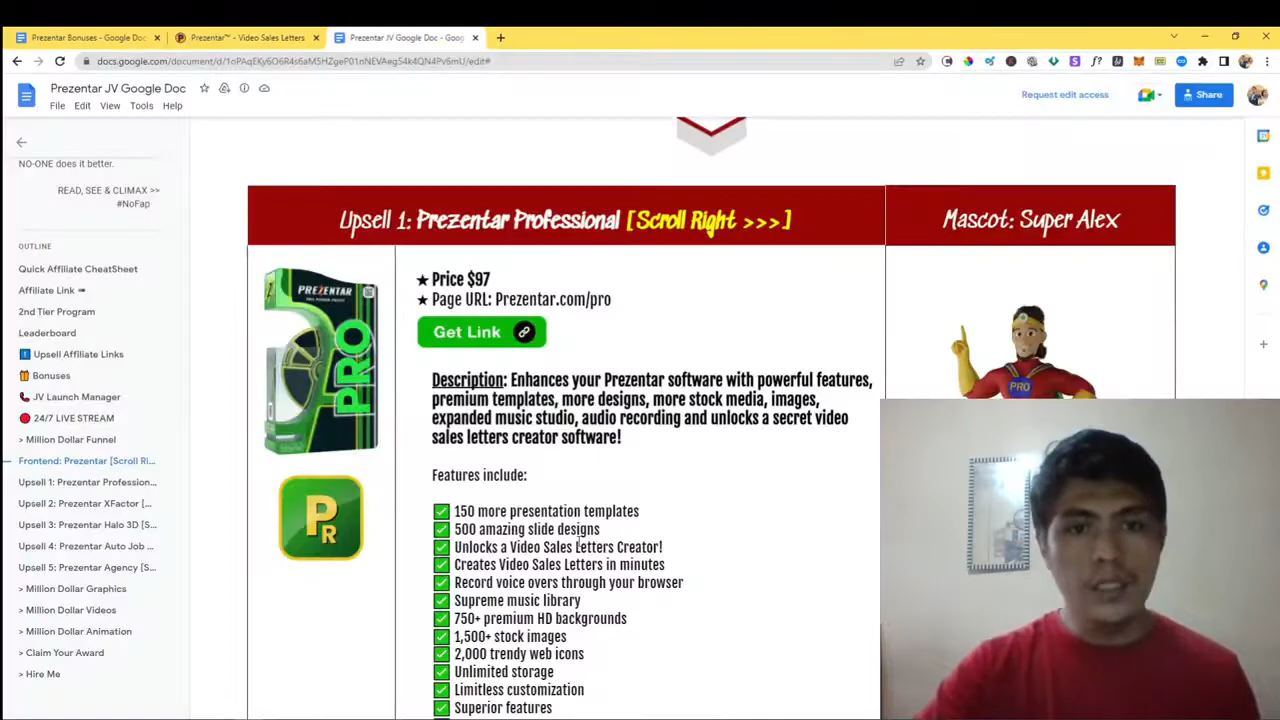 Prezentar Bonuses - Google Doc
Prezentar™ - Video Sales Letters
Prezentar JV Google Doc - Goog
Prezentar JV Google Doc
File Edit View Tools Help
Request edit access
Share
NO-ONE does it better.
READ, SEE & CLIMAX >>
#NoFap
OUTLINE
Quick Affiliate CheatSheet
Affiliate Link
2nd Tier Program
Leaderboard
Upsell Affiliate Links
Bonuses
JV Launch Manager
24/7 LIVE STREAM
> Million Dollar Funnel
Frontend: Prezentar [Scroll Ri...
Upsell 1: Prezentar Profession...
Upsell 2: Prezentar XFactor [...
Upsell 3: Prezentar Halo 3D [S...
Upsell 4: Prezentar Auto Job ...
Upsell 5: Prezentar Agency [S...
> Million Dollar Graphics
> Million Dollar Videos
> Million Dollar Animation
> Claim Your Award
> Hire Me
Upsell 1: Prezentar Professional [Scroll Right >>>]
Mascot: Super Alex
PREZENTAR
PRO
PR
★ Price $97
★ Page URL: Prezentar.com/pro
Get Link
Description: Enhances your Prezentar software with powerful features,
premium templates, more designs, more stock media, images,
expanded music studio, audio recording and unlocks a secret video
sales letters creator software!
Features include:
150 more presentation templates
500 amazing slide designs
Unlocks a Video Sales Letters Creator!
Creates Video Sales Letters in minutes
Record voice overs through your browser
Supreme music library
750+ premium HD backgrounds
1,500+ stock images
2,000 trendy web icons
Unlimited storage
Limitless customization
Superior features
PRO